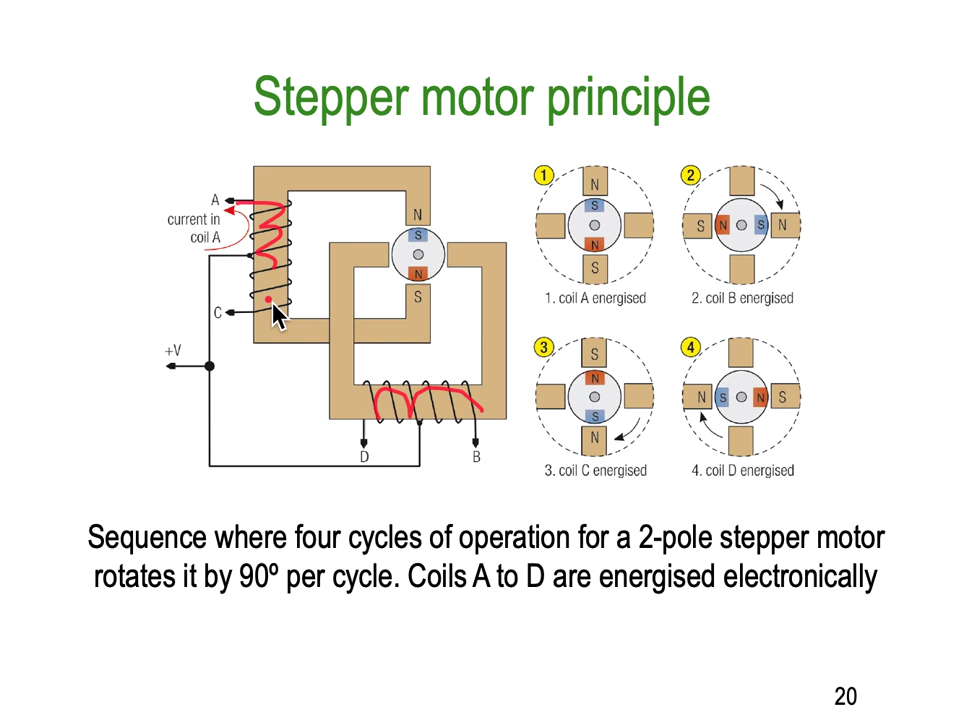 Stepper motor principle
A
current in
coil A
C
+V
N
S
N
S
D
B
1
N
S
N
S
1. coil A energised
2
S
N
S
N
2. coil B energised
3
S
N
S
N
3. coil C energised
4
N
S
N
S
4. coil D energised
Sequence where four cycles of operation for a 2-pole stepper motor
rotates it by 90º per cycle. Coils A to D are energised electronically
20